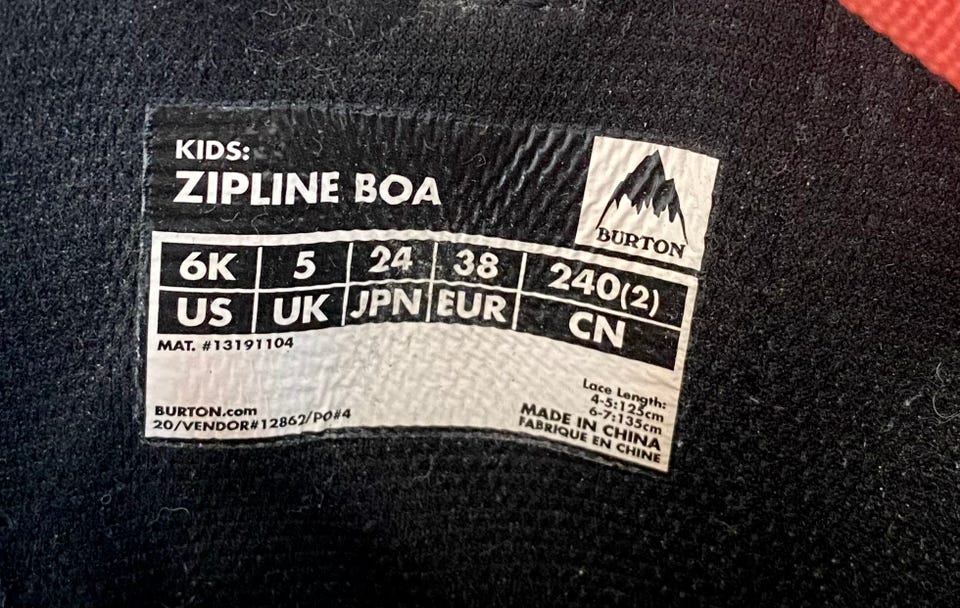 KIDS:
ZIPLINE BOA
BURTON
6K 5 24 38 240(2)
US UK JPN EUR CN
MAT. #13191104
Lace Length:
4-5:125cm
6-7:135cm
BURTON.com
20/VENDOR#12862/PO#4
MADE IN CHINA
FABRIQUE EN CHINE